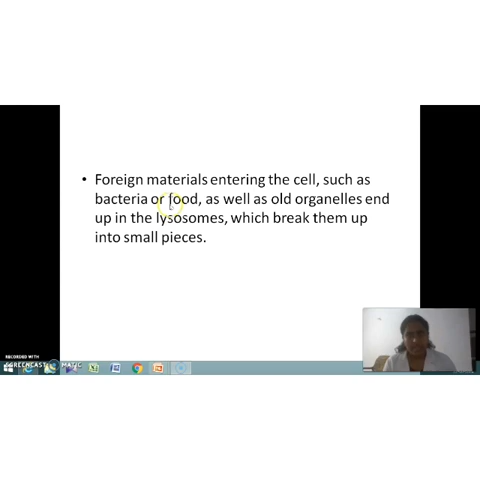 • Foreign materials entering the cell, such as
bacteria or food, as well as old organelles end
up in the lysosomes, which break them up
into small pieces.
RECORDED WITH
SCREENCAST MATIC